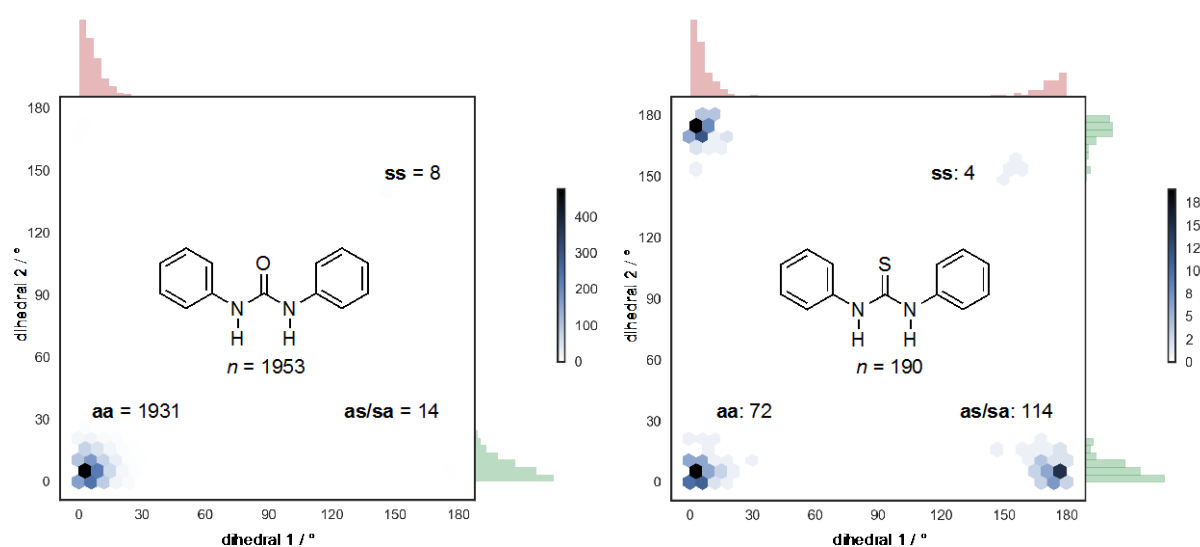 180
150
120
90
60
30
0
dihedral 2 / °
ss = 8
O
N
N
H
H
n = 1953
aa = 1931
as/sa = 14
0
30
60
90
120
150
180
dihedral 1 / °
400
300
200
100
0
180
150
120
90
60
30
0
dihedral 2 / °
ss: 4
S
N
N
H
H
n = 190
aa: 72
as/sa: 114
0
30
60
90
120
150
180
dihedral 1 / °
18
15
12
10
8
5
2
0